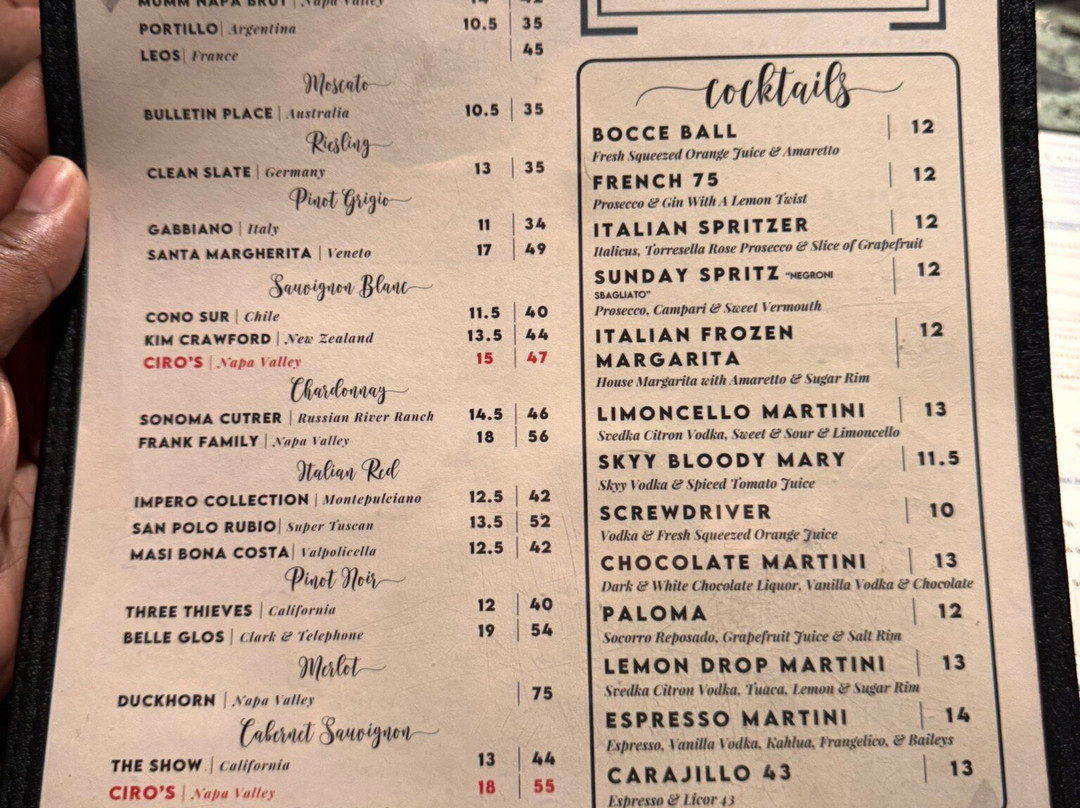 MUMM NAPA BRUT | Napa Valley 14 | 42
PORTILLO | Argentina 10.5 | 35
LEOS | France | 45
Moscato
BULLETIN PLACE | Australia 10.5 | 35
Riesling
CLEAN SLATE | Germany 13 | 35
Pinot Grigio
GABBIANO | Italy 11 | 34
SANTA MARGHERITA | Veneto 17 | 49
Sauvignon Blanc
CONO SUR | Chile 11.5 | 40
KIM CRAWFORD | New Zealand 13.5 | 44
CIRO'S | Napa Valley 15 | 47
Chardonnay
SONOMA CUTRER | Russian River Ranch 14.5 | 46
FRANK FAMILY | Napa Valley 18 | 56
Italian Red
IMPERO COLLECTION | Montepulciano 12.5 | 42
SAN POLO RUBIO | Super Tuscan 13.5 | 52
MASI BONA COSTA | Valpolicella 12.5 | 42
Pinot Noir
THREE THIEVES | California 12 | 40
BELLE GLOS | Clark & Telephone 19 | 54
Merlot
DUCKHORN | Napa Valley | 75
Cabernet Sauvignon
THE SHOW | California 13 | 44
CIRO'S | Napa Valley 18 | 55
cocktails
BOCCE BALL | 12
Fresh Squeezed Orange Juice & Amaretto
FRENCH 75 | 12
Prosecco & Gin With A Lemon Twist
ITALIAN SPRITZER | 12
Italicus, Torresella Rose Prosecco & Slice of Grapefruit
SUNDAY SPRITZ "NEGRONI | 12
SBAGLIATO"
Prosecco, Campari & Sweet Vermouth
ITALIAN FROZEN | 12
MARGARITA
House Margarita with Amaretto & Sugar Rim
LIMONCELLO MARTINI | 13
Svedka Citron Vodka, Sweet & Sour & Limoncello
SKYY BLOODY MARY | 11.5
Skyy Vodka & Spiced Tomato Juice
SCREWDRIVER | 10
Vodka & Fresh Squeezed Orange Juice
CHOCOLATE MARTINI | 13
Dark & White Chocolate Liquor, Vanilla Vodka & Chocolate
PALOMA | 12
Socorro Reposado, Grapefruit Juice & Salt Rim
LEMON DROP MARTINI | 13
Svedka Citron Vodka, Tuaca, Lemon & Sugar Rim
ESPRESSO MARTINI | 14
Espresso, Vanilla Vodka, Kahlua, Frangelico, & Baileys
CARAJILLO 43 | 13
Espresso & Licor 43